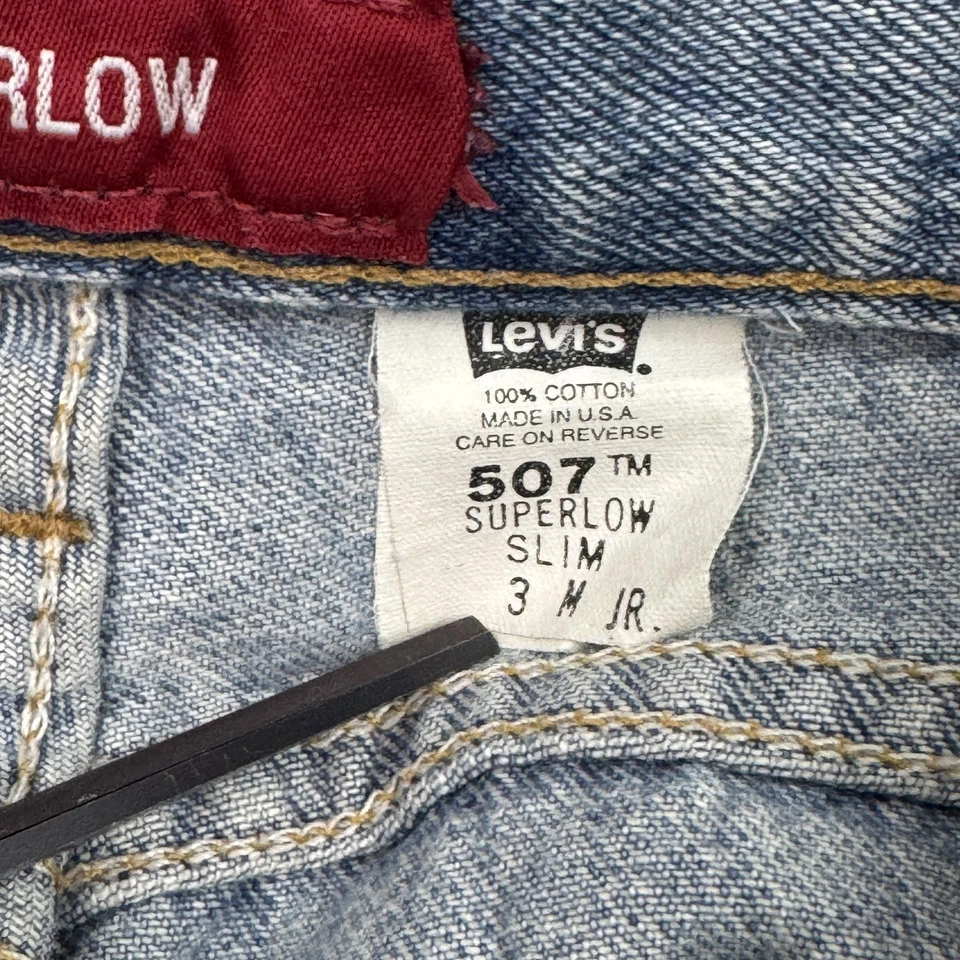 RLOW
Levi's
100% COTTON
MADE IN U.S.A.
CARE ON REVERSE
507™
SUPERLOW
SLIM
3 M JR.